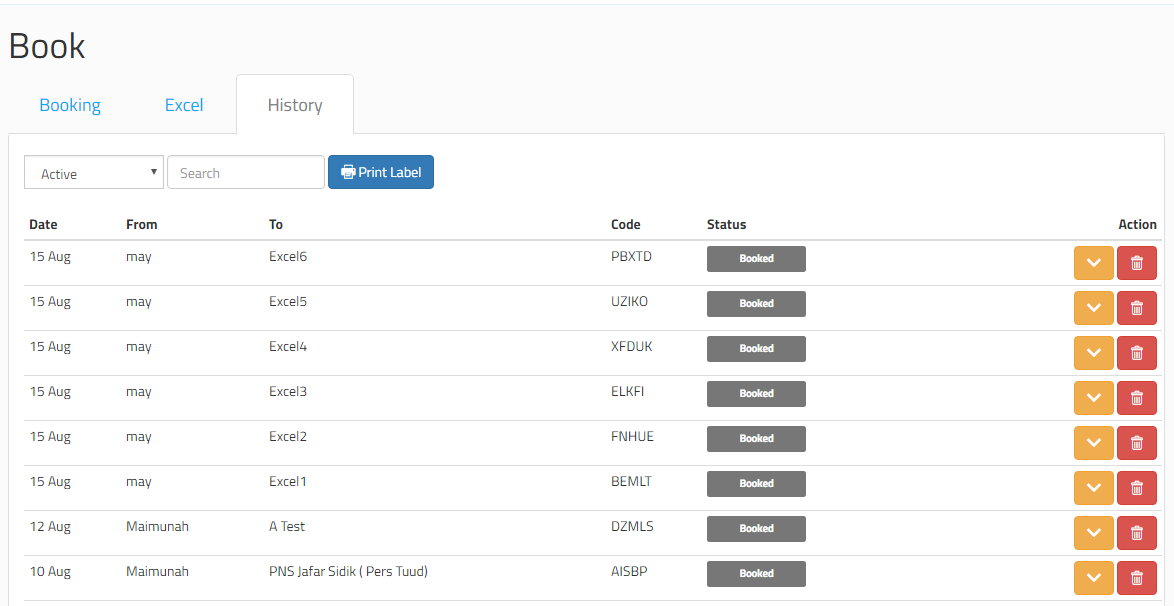 Book
Booking Excel History
Active Search Print Label
Date From To Code Status Action
15 Aug may Excel6 PBXTD Booked
15 Aug may Excel5 UZIKO Booked
15 Aug may Excel4 XFDUK Booked
15 Aug may Excel3 ELKFI Booked
15 Aug may Excel2 FNHUE Booked
15 Aug may Excel1 BEMLT Booked
12 Aug Maimunah A Test DZMLS Booked
10 Aug Maimunah PNS Jafar Sidik ( Pers Tuud) AISBP Booked